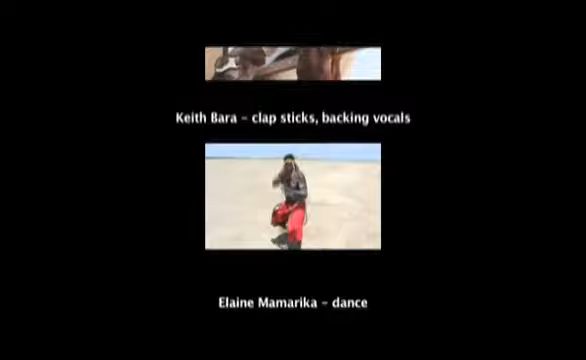 Keith Bara – clap sticks, backing vocals
Elaine Mamarika – dance